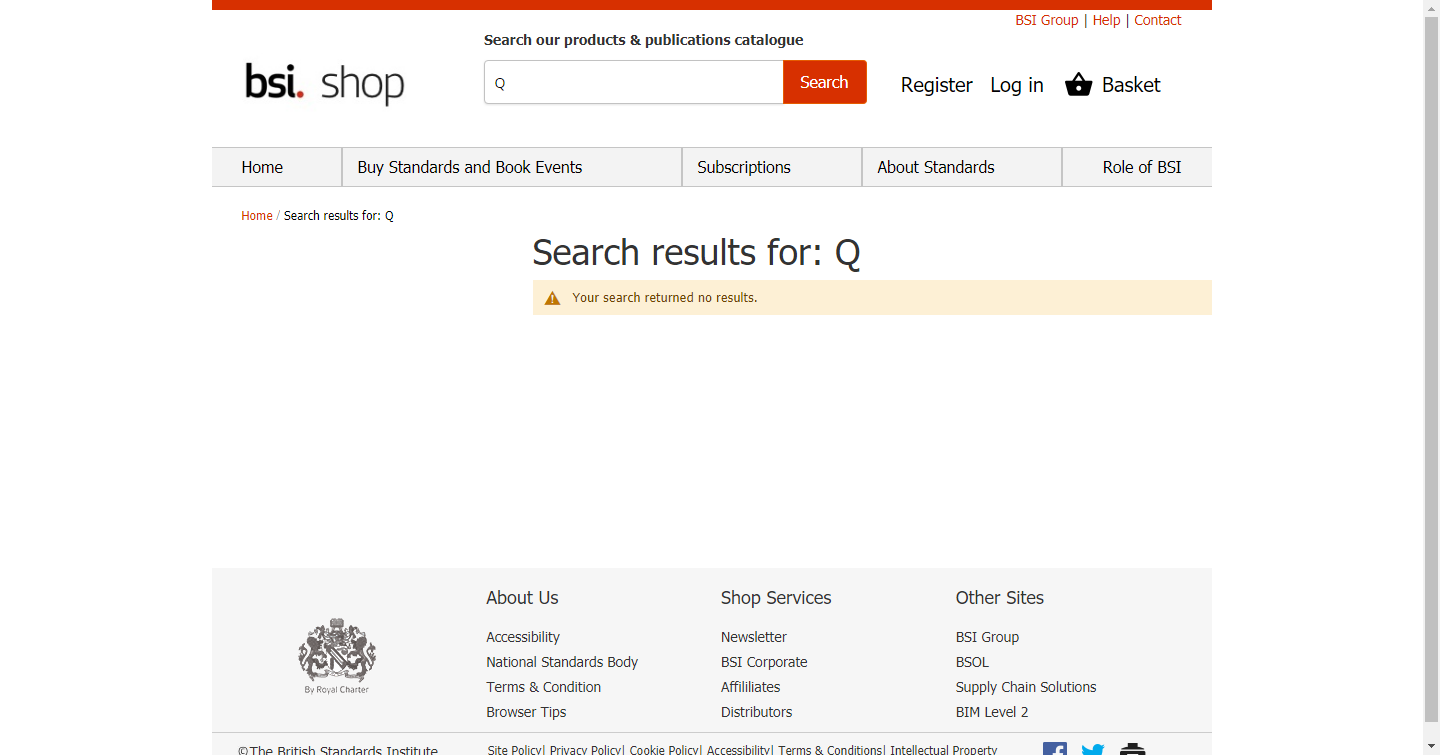 BSI Group | Help | Contact
Search our products & publications catalogue
bsi. shop
Q
Search
Register
Log in
Basket
Home
Buy Standards and Book Events
Subscriptions
About Standards
Role of BSI
Home / Search results for: Q
Search results for: Q
Your search returned no results.
By Royal Charter
About Us
Accessibility
National Standards Body
Terms & Condition
Browser Tips
Shop Services
Newsletter
BSI Corporate
Affililiates
Distributors
Other Sites
BSI Group
BSOL
Supply Chain Solutions
BIM Level 2
©The British Standards Institute
Site Policy| Privacy Policy| Cookie Policy| Accessibility| Terms & Conditions| Intellectual Property